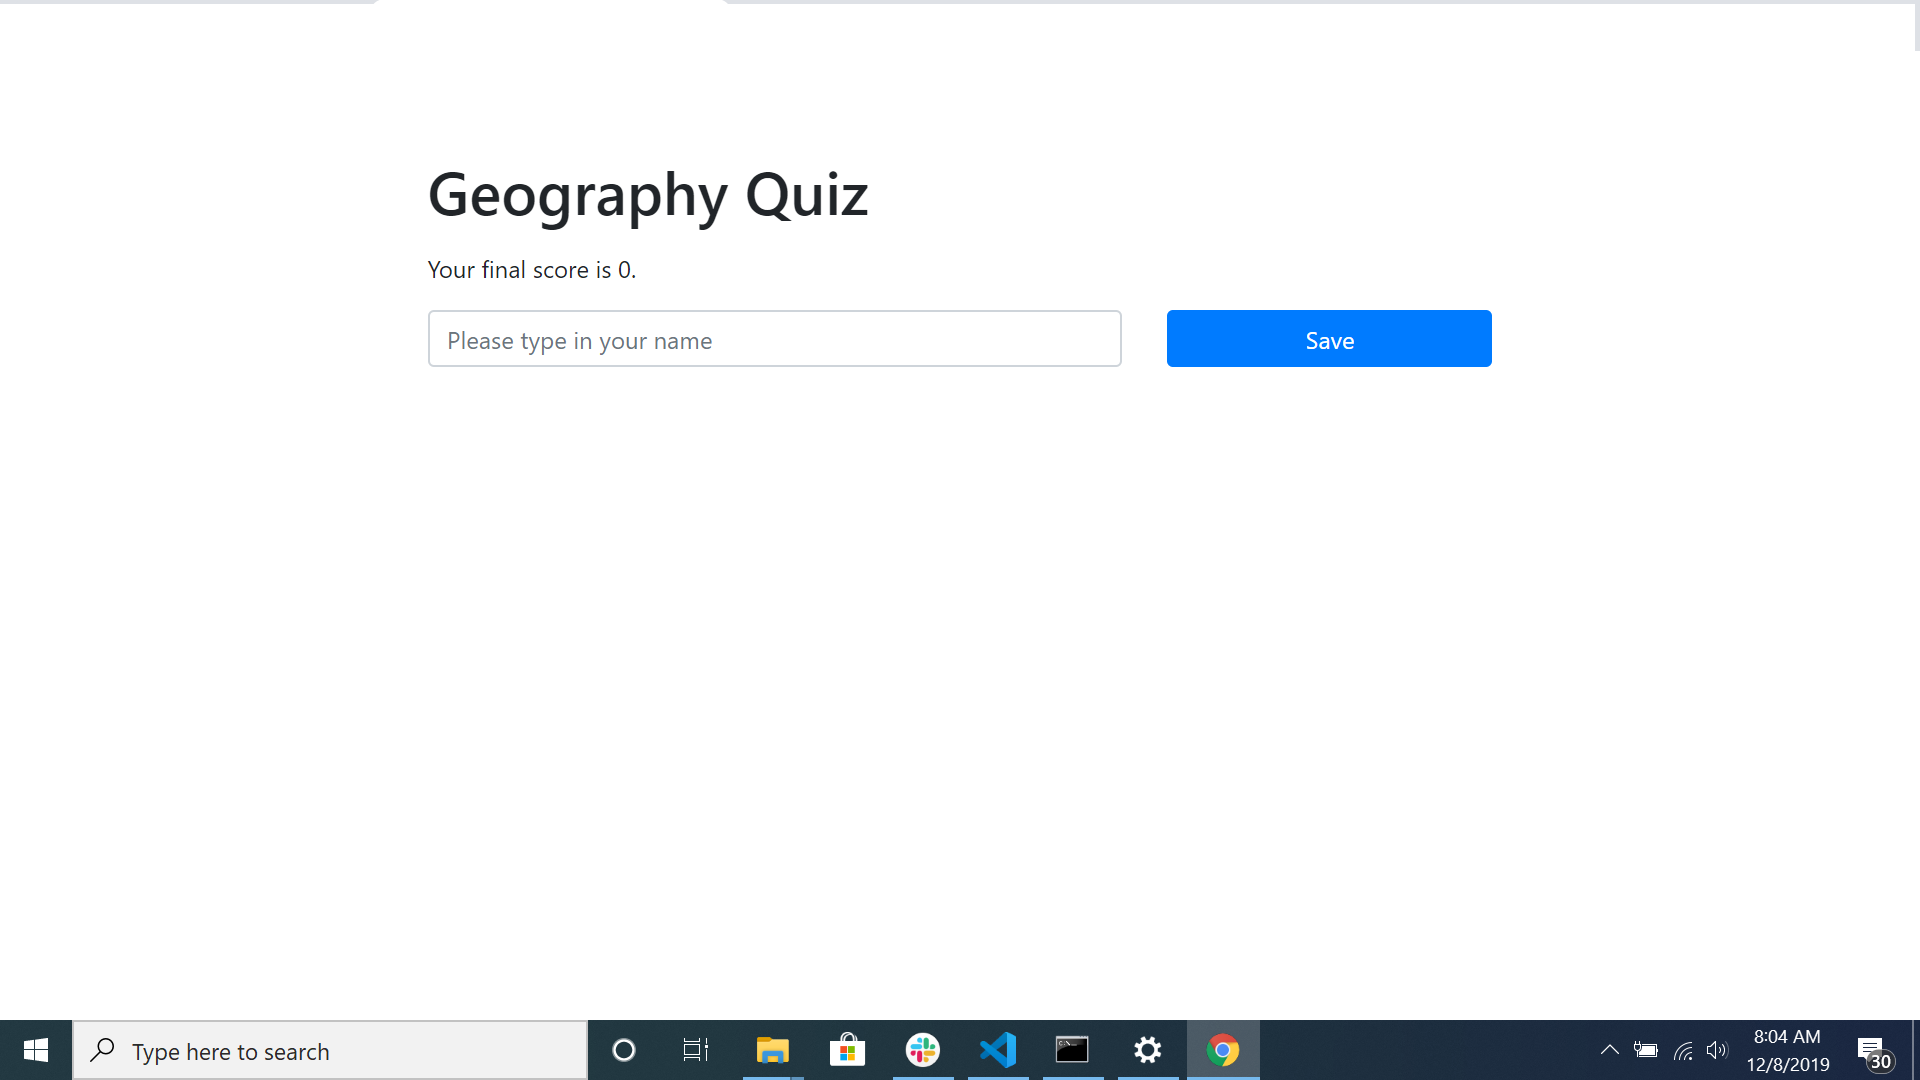 Geography Quiz
Your final score is 0.
Please type in your name
Save
Type here to search
8:04 AM
12/8/2019
30